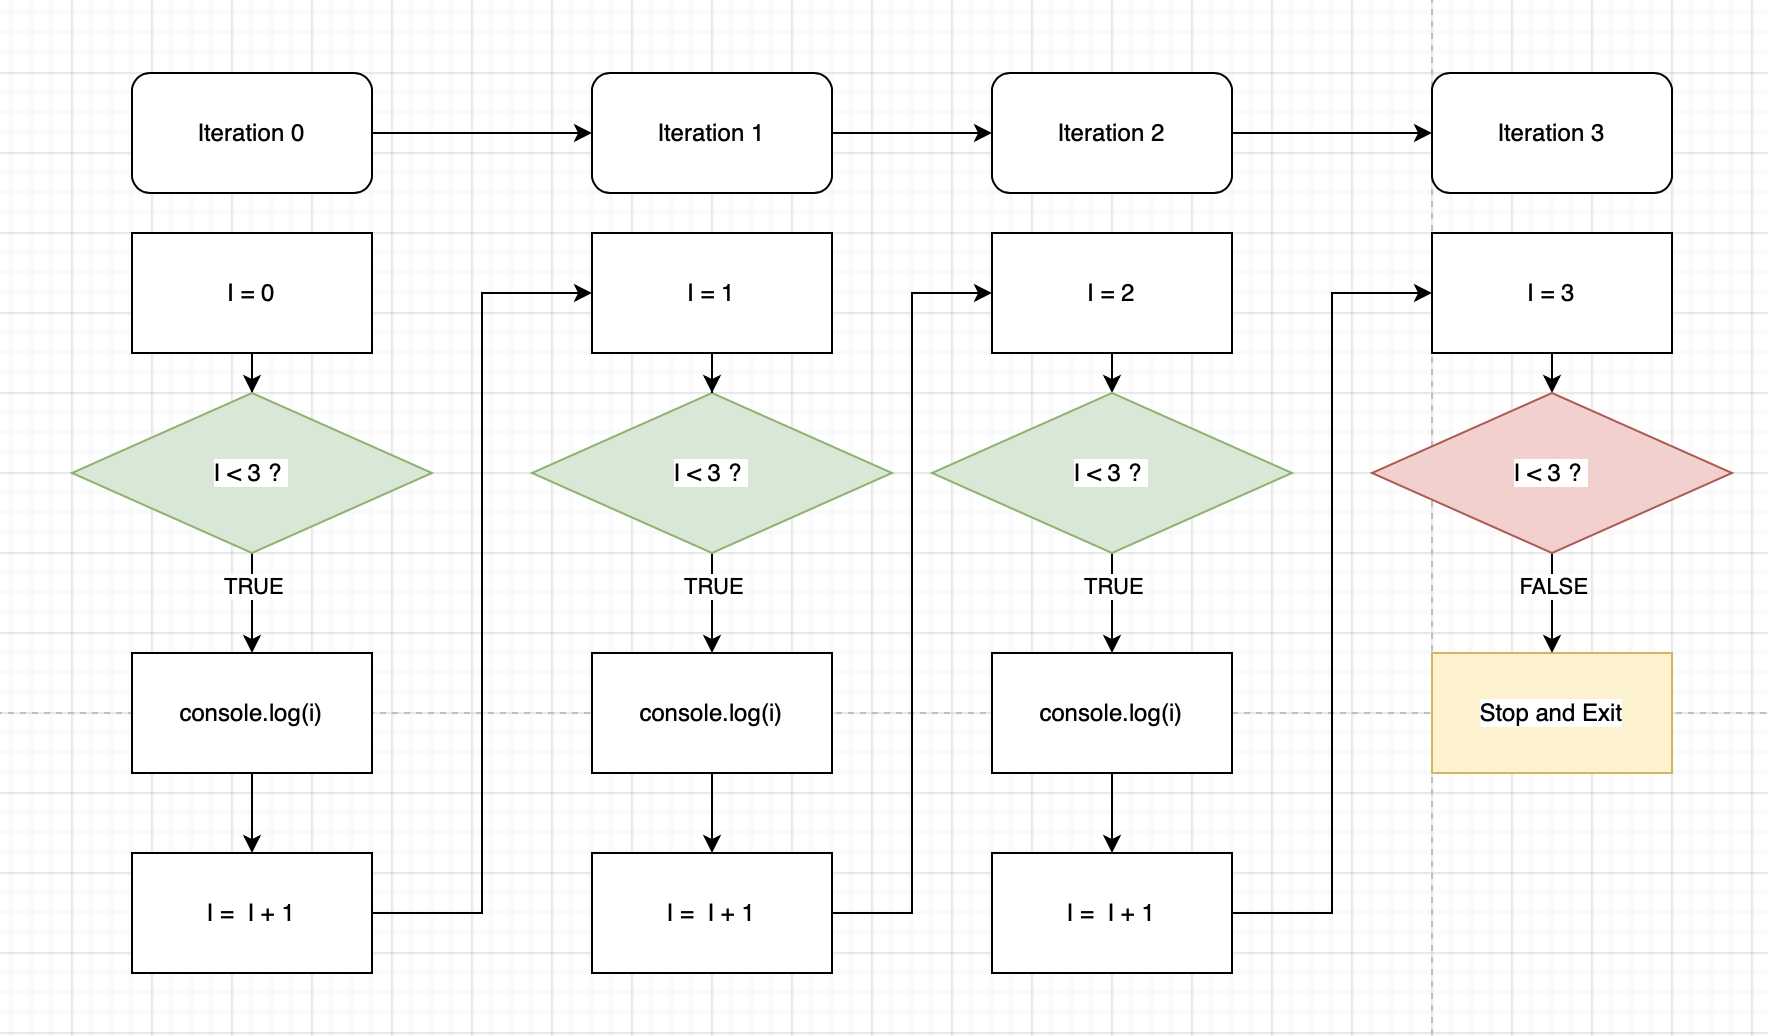 Iteration 0
Iteration 1
Iteration 2
Iteration 3
I = 0
I = 1
I = 2
I = 3
I < 3 ?
I < 3 ?
I < 3 ?
I < 3 ?
TRUE
TRUE
TRUE
FALSE
console.log(i)
console.log(i)
console.log(i)
Stop and Exit
I =  I + 1
I =  I + 1
I =  I + 1